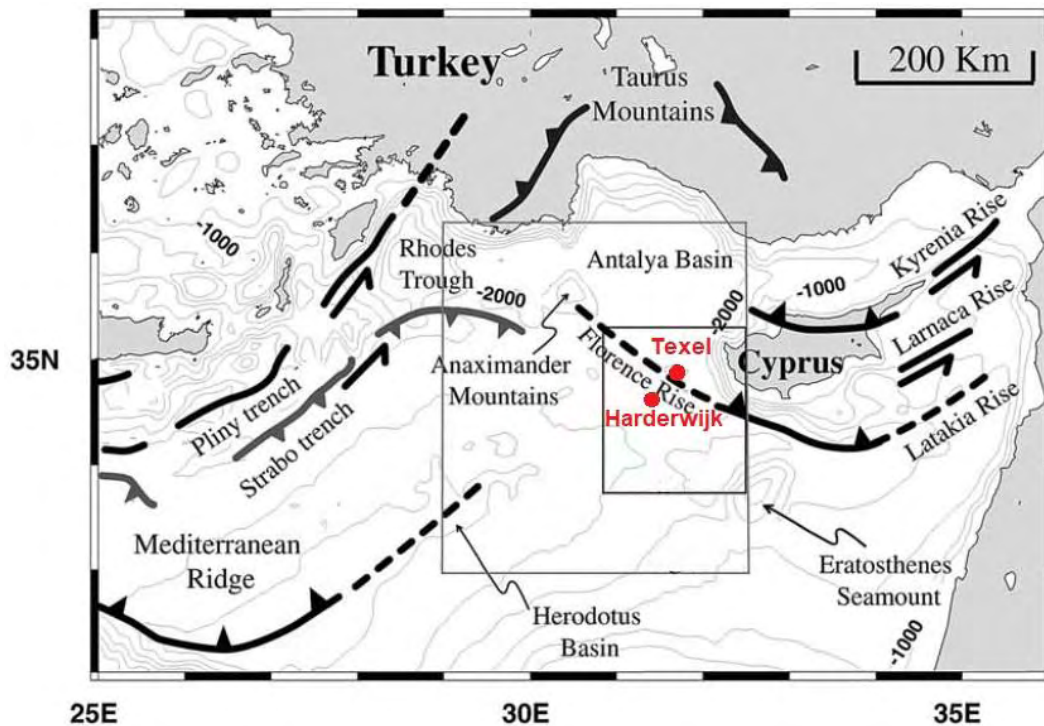 Turkey
200 Km
Taurus
Mountains
-1000
Rhodes
Trough
Antalya Basin
Kyrenia Rise
-2000
-1000
-2000
Larnaca Rise
35N
Texel
Cyprus
Anaximander
Mountains
Florence Rise
Harderwijk
Latakia Rise
Pliny trench
Strabo trench
Mediterranean
Ridge
Eratosthenes
Seamount
Herodotus
Basin
-1000
25E
30E
35E